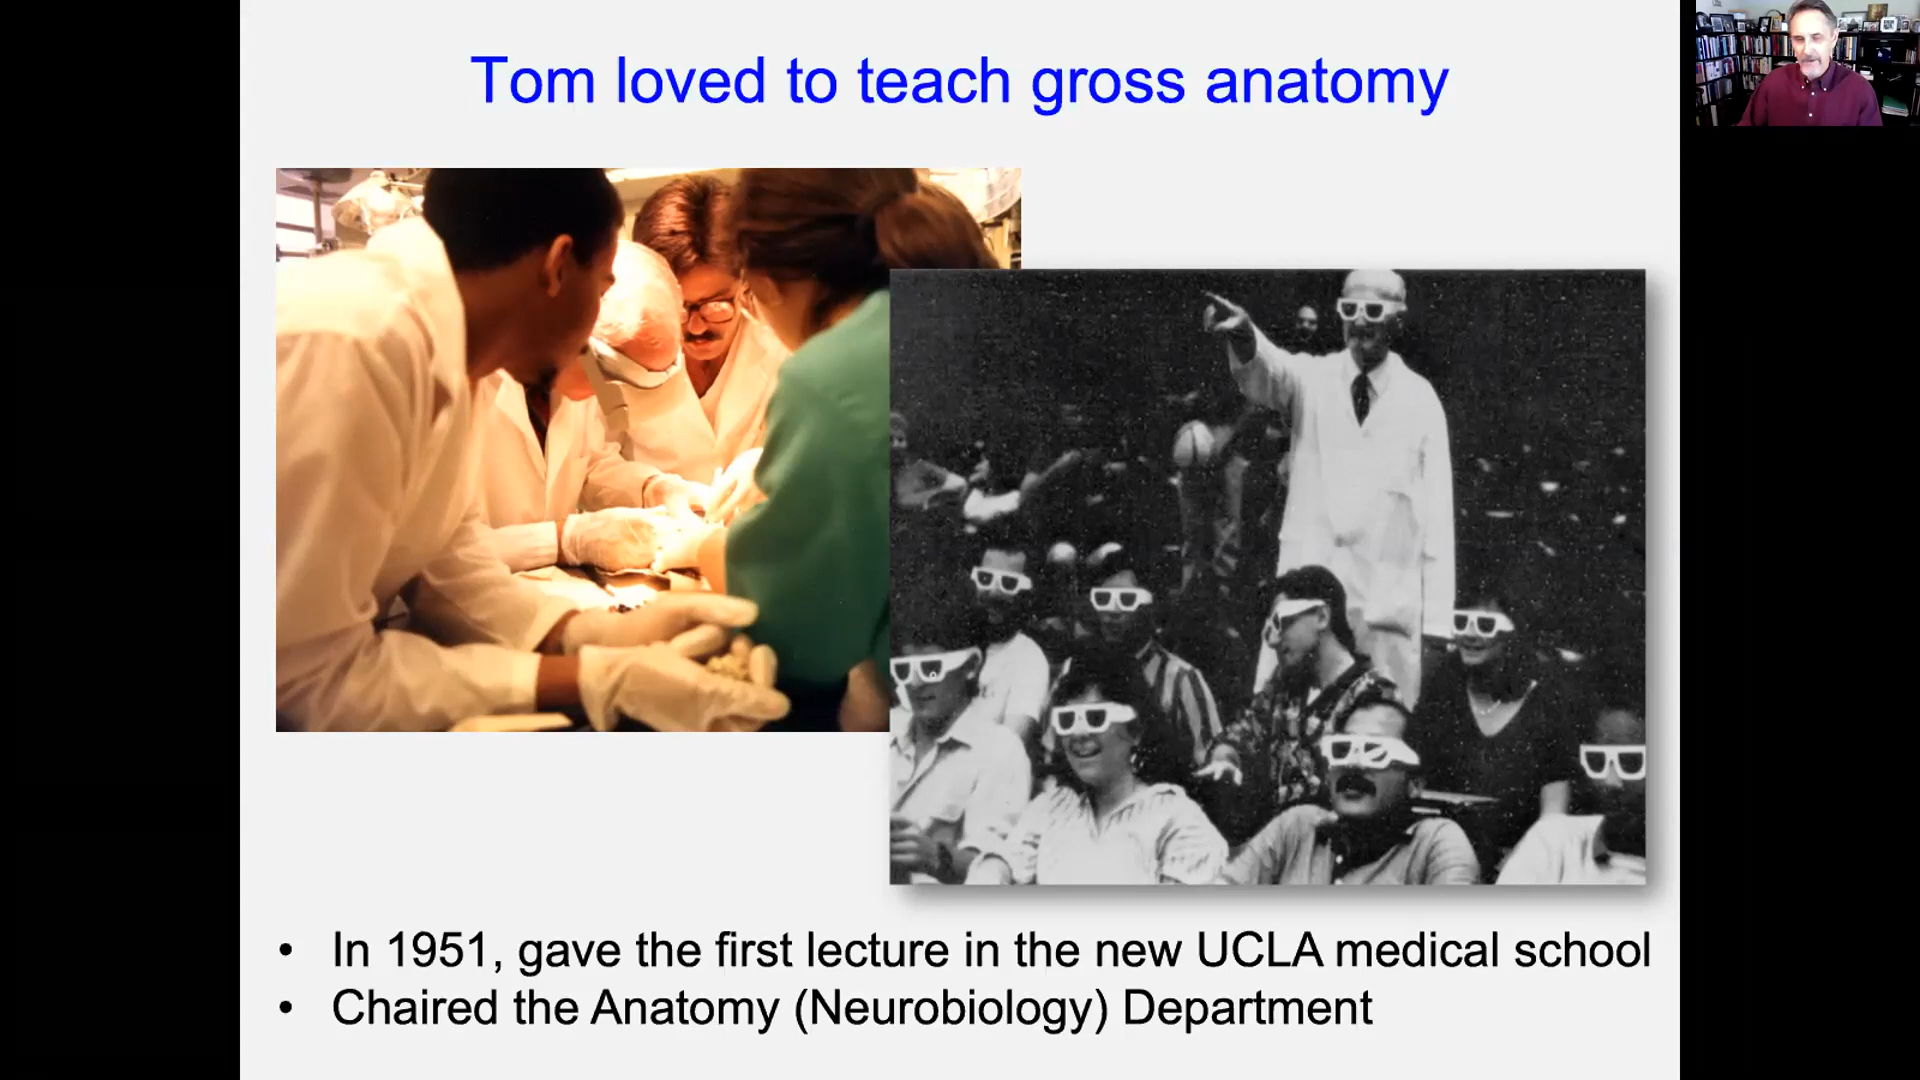 Tom loved to teach gross anatomy
• In 1951, gave the first lecture in the new UCLA medical school
• Chaired the Anatomy (Neurobiology) Department